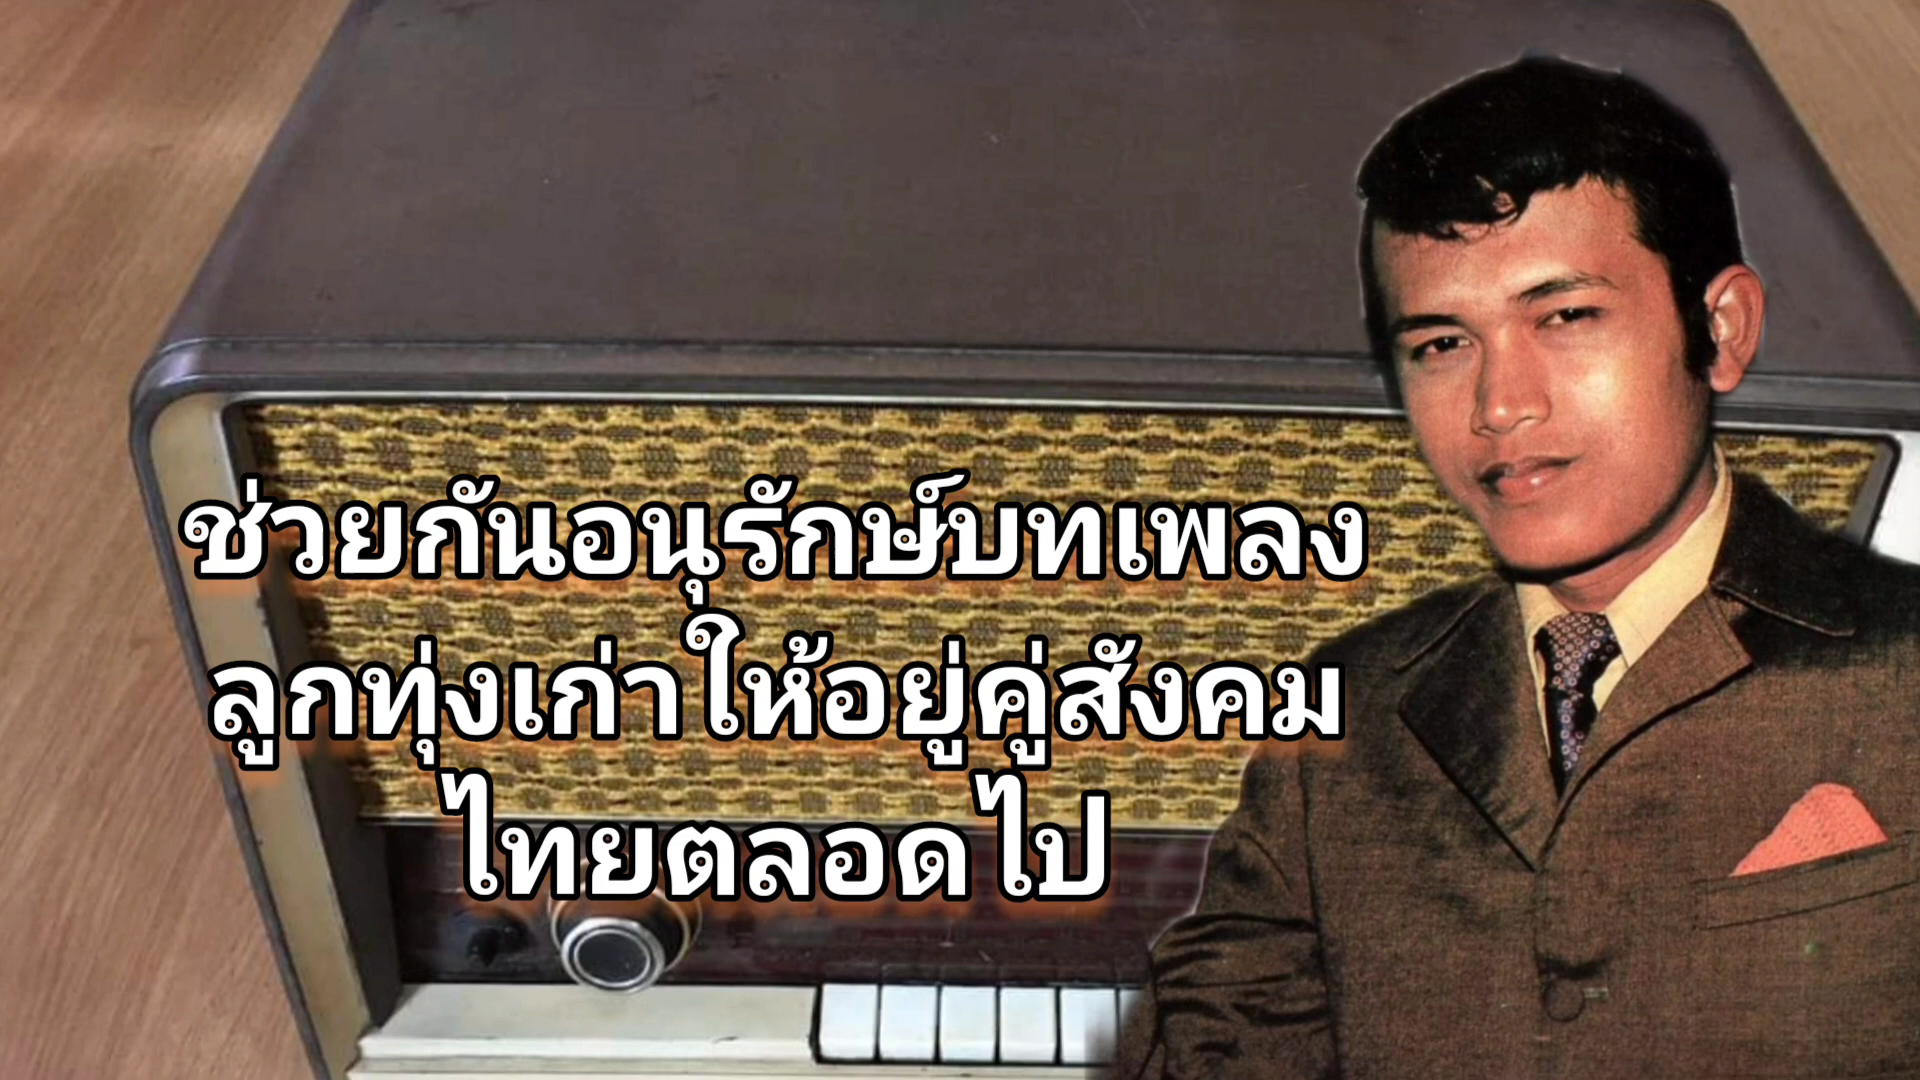 ช่วยกันอนุรักษ์บทเพลง
ลูกทุ่งเก่าให้อยู่คู่สังคม
ไทยตลอดไป